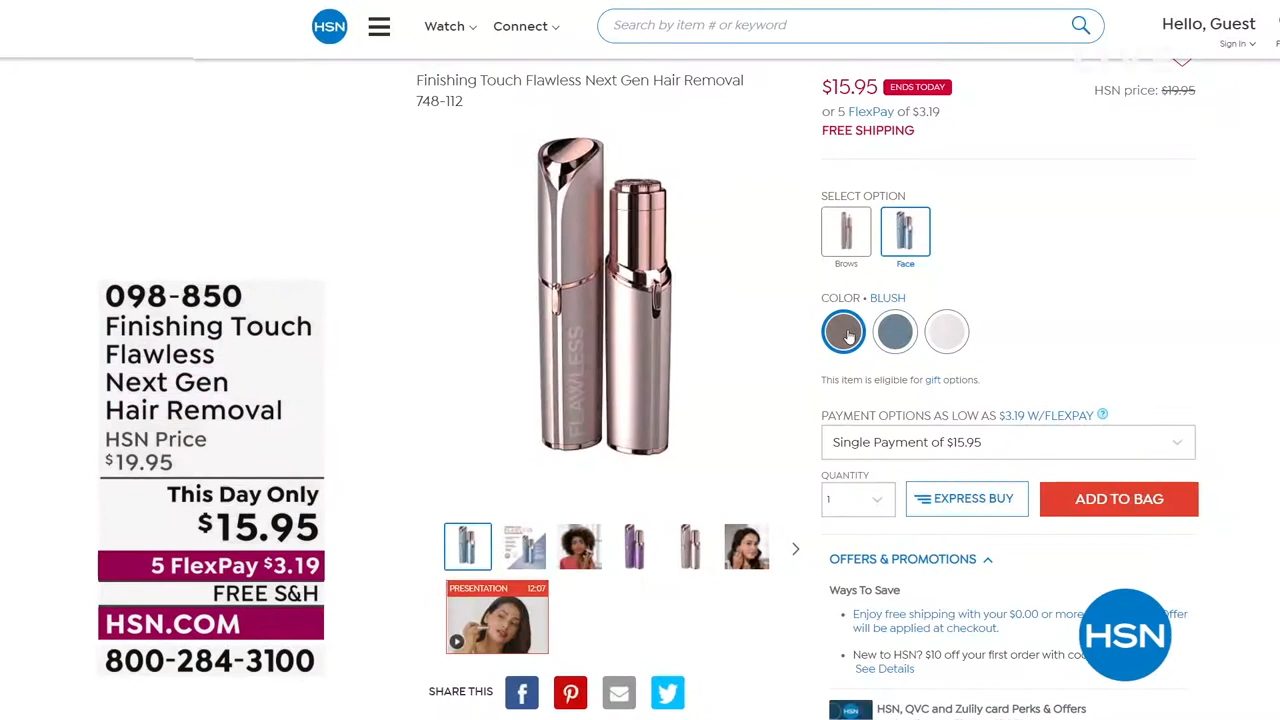 HSN
Watch
Connect
Search by item # or keyword
Hello, Guest
Sign In
Finishing Touch Flawless Next Gen Hair Removal
748-112
$15.95 ENDS TODAY
HSN price: $19.95
or 5 FlexPay of $3.19
FREE SHIPPING
SELECT OPTION
Brows
Face
COLOR • BLUSH
This item is eligible for gift options.
PAYMENT OPTIONS AS LOW AS $3.19 W/FLEXPAY ?
Single Payment of $15.95
QUANTITY
1
EXPRESS BUY
ADD TO BAG
OFFERS & PROMOTIONS
Ways To Save
• Enjoy free shipping with your $0.00 or more
will be applied at checkout.
• New to HSN? $10 off your first order with
See Details
HSN
HSN
HSN, QVC and Zulily card Perks & Offers
FLAWLESS
PRESENTATION 12:07
SHARE THIS
098-850
Finishing Touch
Flawless
Next Gen
Hair Removal
HSN Price
$19.95
This Day Only
$15.95
5 FlexPay $3.19
FREE S&H
HSN.COM
800-284-3100